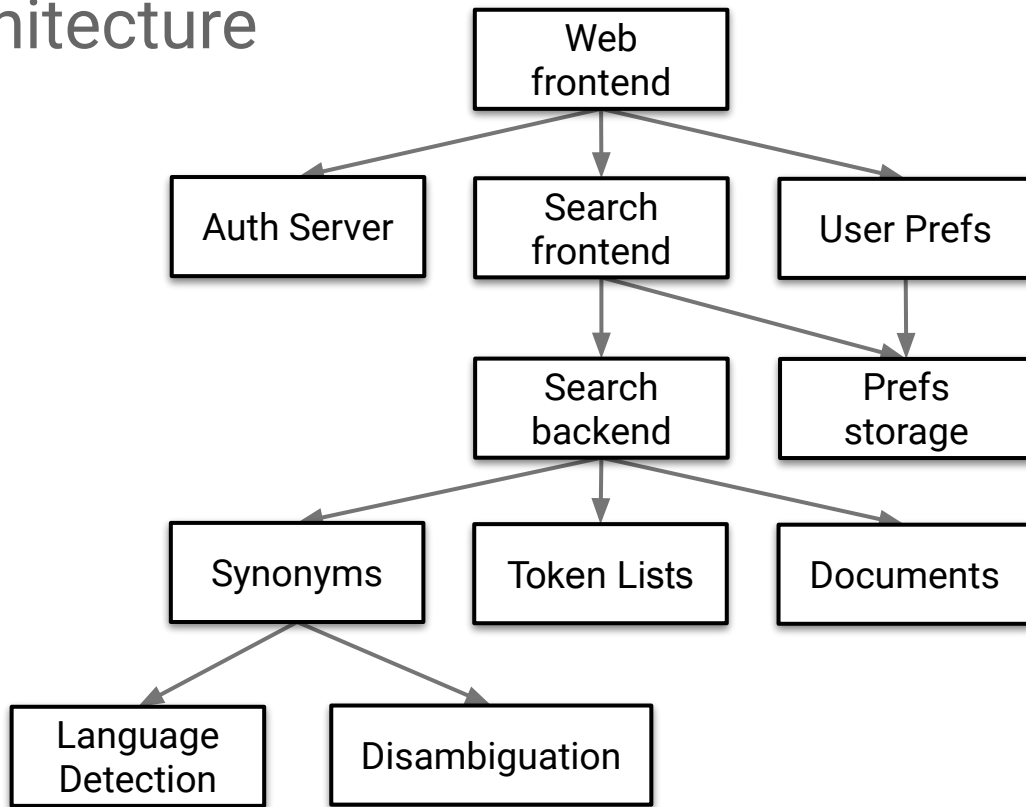 hitecture
Web
frontend
Auth Server
Search
frontend
User Prefs
Search
backend
Prefs
storage
Synonyms
Token Lists
Documents
Language
Detection
Disambiguation